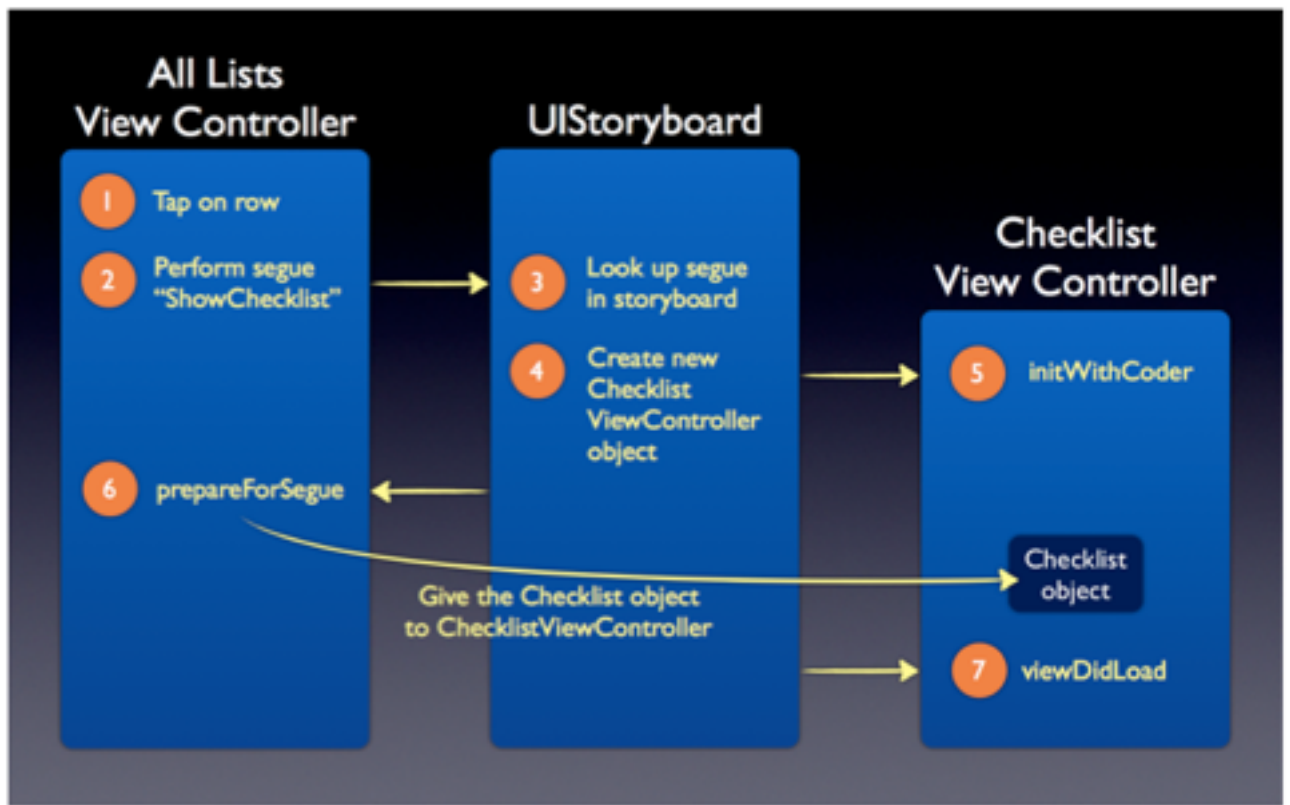 All Lists
View Controller
1 Tap on row
2 Perform segue
“ShowChecklist”
6 prepareForSegue
UIStoryboard
3 Look up segue
in storyboard
4 Create new
Checklist
ViewController
object
Give the Checklist object
to ChecklistViewController
Checklist
View Controller
5 initWithCoder
Checklist
object
7 viewDidLoad